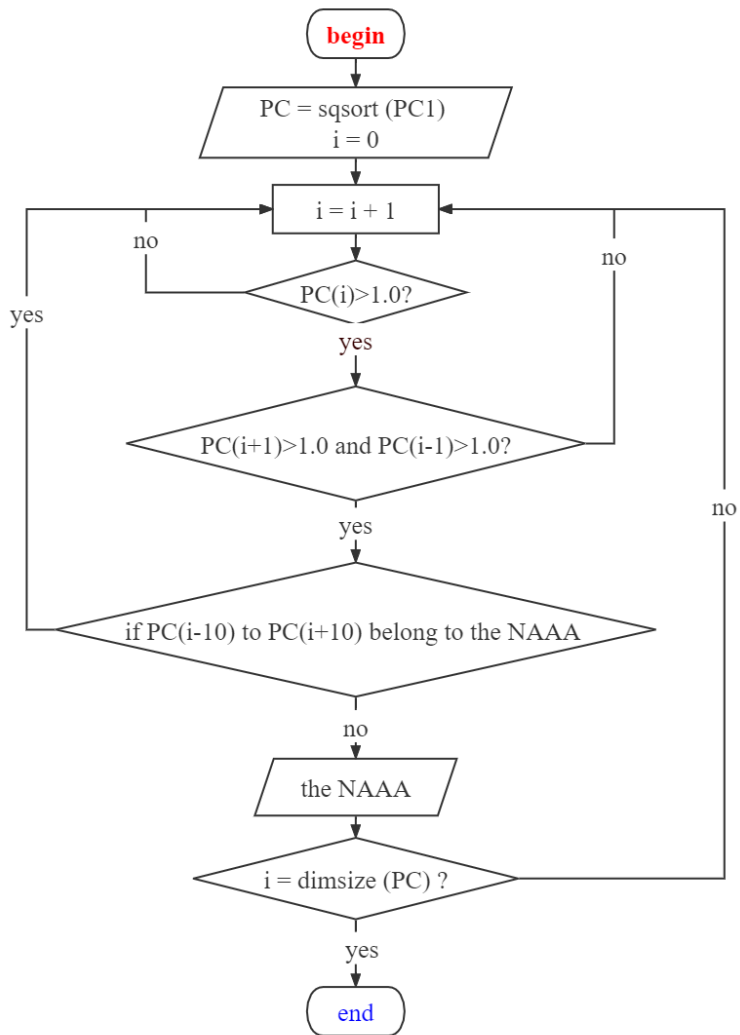 begin
PC = sqsort (PC1)
i = 0
i = i + 1
no
no
PC(i)>1.0?
yes
yes
PC(i+1)>1.0 and PC(i-1)>1.0?
no
yes
if PC(i-10) to PC(i+10) belong to the NAAA
no
the NAAA
i = dimsize (PC) ?
yes
end